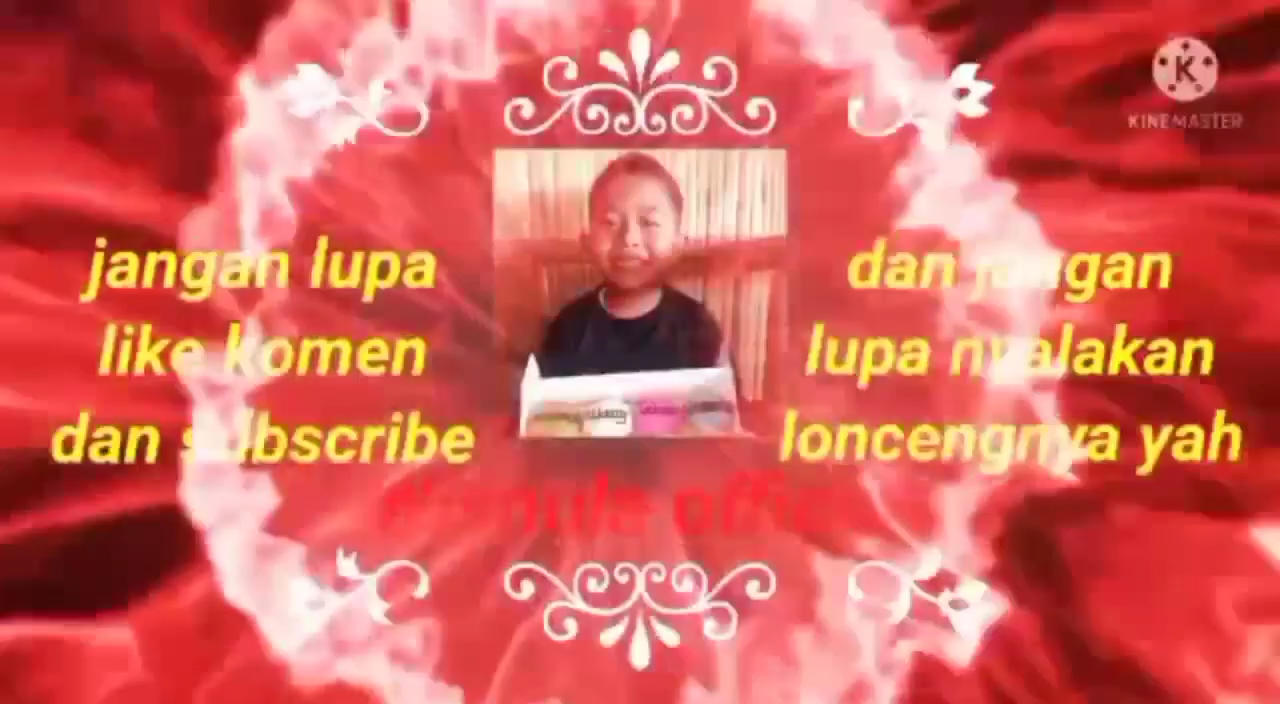 KINEMASTER
jangan lupa
like komen
dan subscribe
dan jangan
lupa nyalakan
loncengnya yah